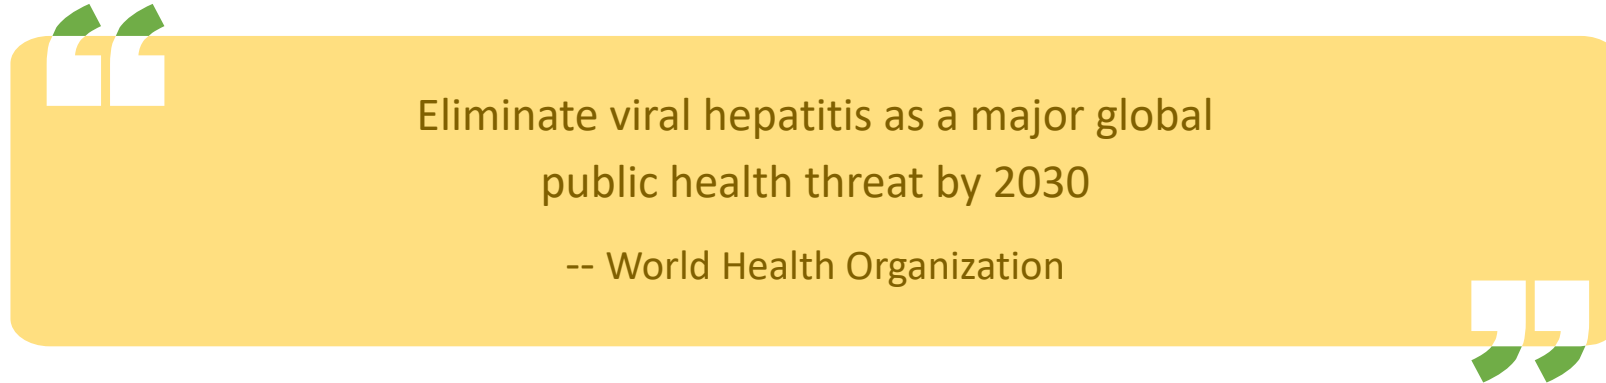 Eliminate viral hepatitis as a major global
public health threat by 2030
-- World Health Organization